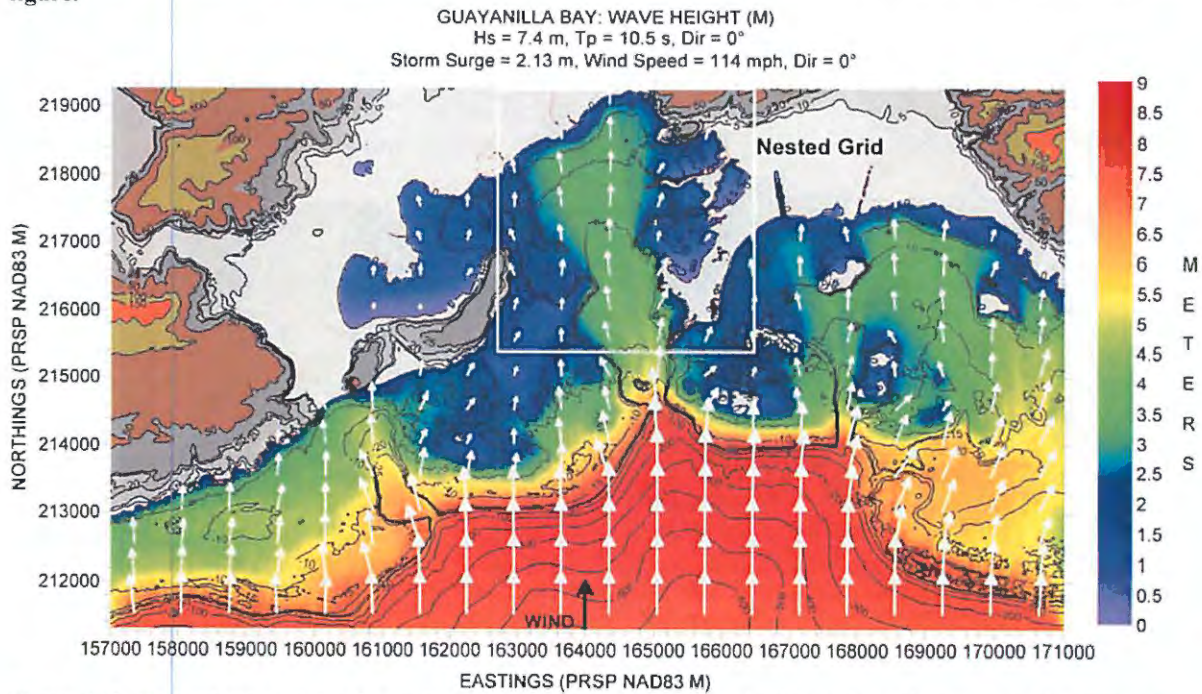 figure.
GUAYANILLA BAY: WAVE HEIGHT (M)
Hs = 7.4 m, Tp = 10.5 s, Dir = 0°
Storm Surge = 2.13 m, Wind Speed = 114 mph, Dir = 0°
219000
218000
217000
216000
215000
214000
213000
212000
NORTHINGS (PRSP NAD83 M)
Nested Grid
WIND
157000 158000 159000 160000 161000 162000 163000 164000 165000 166000 167000 168000 169000 170000 171000
EASTINGS (PRSP NAD83 M)
9
8.5
8
7.5
7
6.5
6
5.5
5
4.5
4
3.5
3
2.5
2
1.5
1
0.5
0
METERS